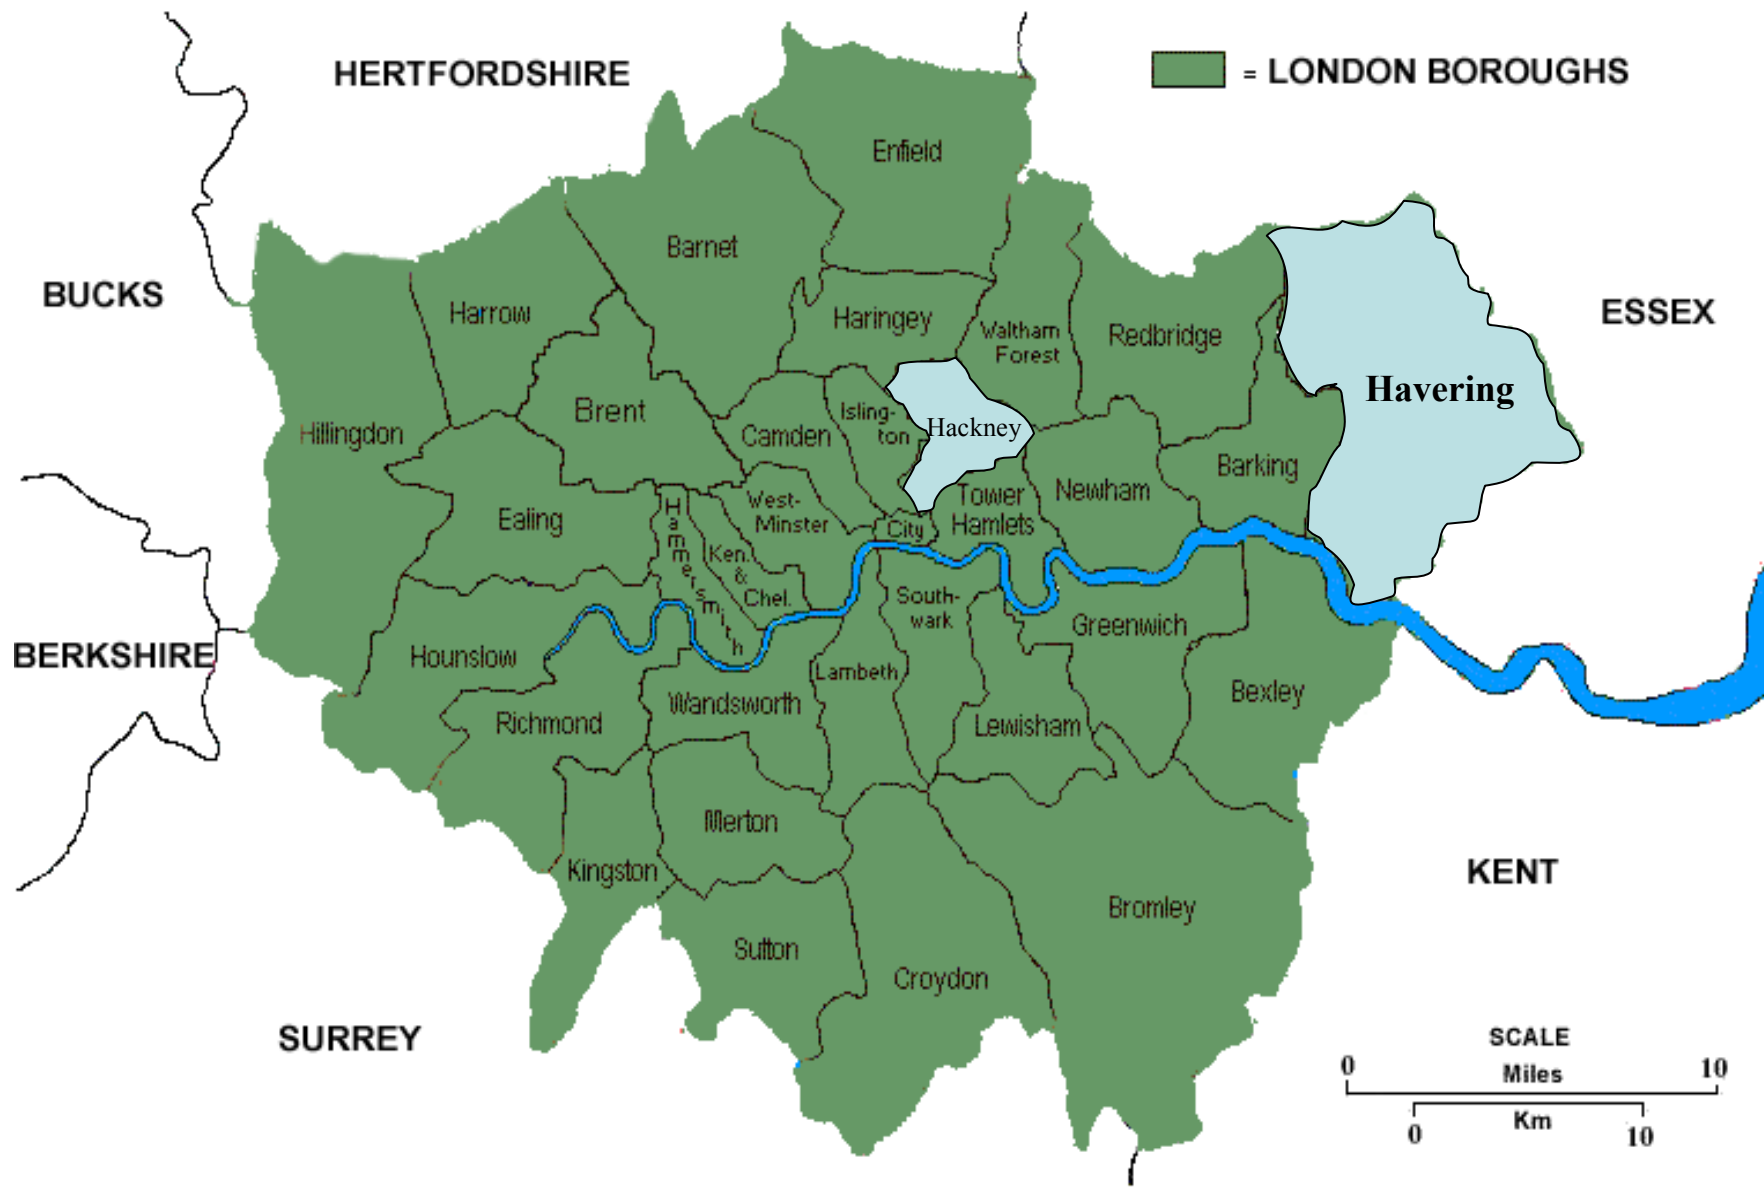 HERTFORDSHIRE
= LONDON BOROUGHS
Enfield
Barnet
BUCKS
Harrow
Haringey
Waltham
Forest
Redbridge
ESSEX
Havering
Brent
Isling-
ton
Camden
Hackney
Hillingdon
Barking
Newham
Tower
Hamlets
West-
Minster
City
Ealing
Hammersmith
Ken.
&
Chel.
South-
wark
Greenwich
BERKSHIRE
Hounslow
Lambeth
Bexley
Wandsworth
Richmond
Lewisham
Merton
Kingston
KENT
Bromley
Sutton
Croydon
SURREY
SCALE
0 Miles 10
Km
0 10